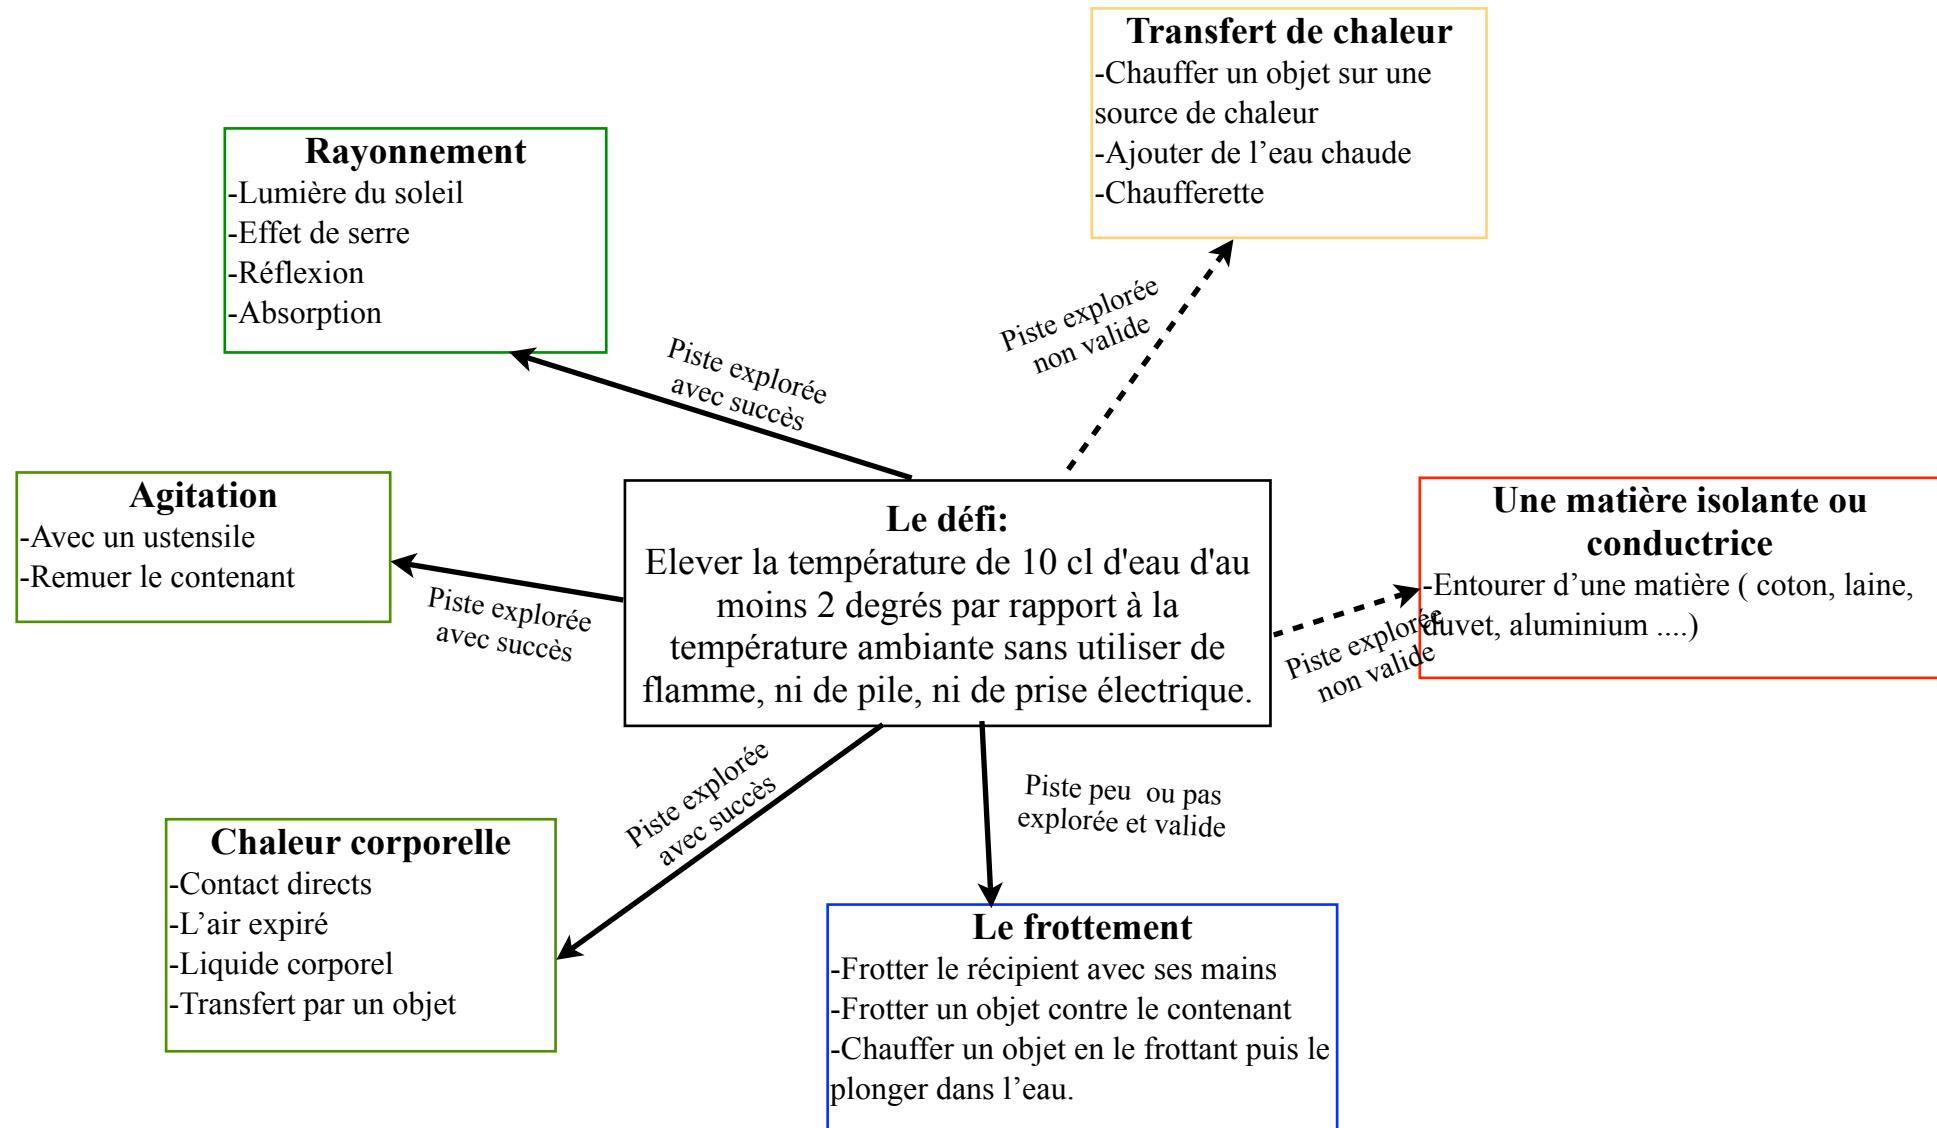 Transfert de chaleur
-Chauffer un objet sur une
source de chaleur
-Ajouter de l’eau chaude
-Chaufferette
Rayonnement
-Lumière du soleil
-Effet de serre
-Réflexion
-Absorption
Piste explorée
non valide
Piste explorée
avec succès
Agitation
-Avec un ustensile
-Remuer le contenant
Piste explorée
avec succès
Le défi:
Elever la température de 10 cl d'eau d'au
moins 2 degrés par rapport à la
température ambiante sans utiliser de
flamme, ni de pile, ni de prise électrique.
Une matière isolante ou
conductrice
-Entourer d’une matière ( coton, laine,
duvet, aluminium ....)
Piste explorée
non valide
Piste explorée
avec succès
Piste peu  ou pas
explorée et valide
Chaleur corporelle
-Contact directs
-L’air expiré
-Liquide corporel
-Transfert par un objet
Le frottement
-Frotter le récipient avec ses mains
-Frotter un objet contre le contenant
-Chauffer un objet en le frottant puis le
plonger dans l’eau.